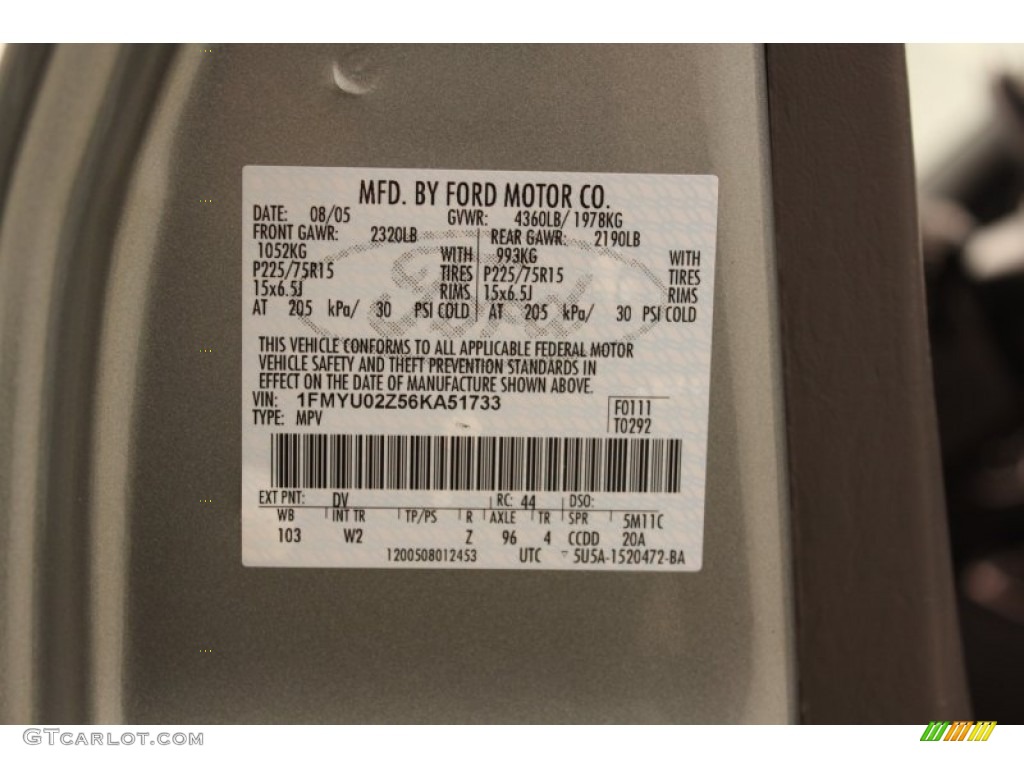 MFD. BY FORD MOTOR CO.
DATE: 08/05 GVWR: 4360LB/ 1978KG
FRONT GAWR: 2320LB REAR GAWR: 2190LB
1052KG WITH 993KG WITH
P225/75R15 TIRES P225/75R15 TIRES
15x6.5J RIMS 15x6.5J RIMS
AT 205 kPa/ 30 PSI COLD AT 205 kPa/ 30 PSI COLD
Ford
THIS VEHICLE CONFORMS TO ALL APPLICABLE FEDERAL MOTOR
VEHICLE SAFETY AND THEFT PREVENTION STANDARDS IN
EFFECT ON THE DATE OF MANUFACTURE SHOWN ABOVE.
VIN: 1FMYU02Z56KA51733 F0111
TYPE: MPV T0292
EXT PNT: DV RC: 44 DSO:
WB INT TR TP/PS R AXLE TR SPR 5M11C
103 W2 Z 96 4 CCDD 20A
1200508012453 UTC 5U5A-1520472-BA
GTCARLOT.COM